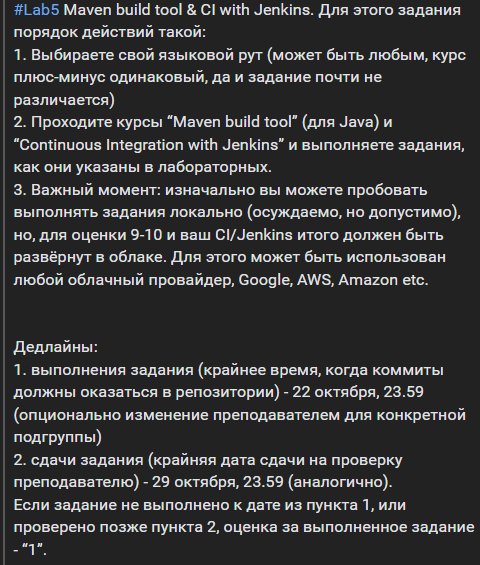 #Lab5 Maven build tool & CI with Jenkins. Для этого задания
порядок действий такой:
1. Выбираете свой языковой рут (может быть любым, курс
плюс-минус одинаковый, да и задание почти не
различается)
2. Проходите курсы “Maven build tool” (для Java) и
“Continuous Integration with Jenkins” и выполняете задания,
как они указаны в лабораторных.
3. Важный момент: изначально вы можете пробовать
выполнять задания локально (осуждаемо, но допустимо),
но, для оценки 9-10 и ваш CI/Jenkins итого должен быть
развёрнут в облаке. Для этого может быть использован
любой облачный провайдер, Google, AWS, Amazon etc.
Дедлайны:
1. выполнения задания (крайнее время, когда коммиты
должны оказаться в репозитории) - 22 октября, 23.59
(опционально изменение преподавателем для конкретной
подгруппы)
2. сдачи задания (крайняя дата сдачи на проверку
преподавателю) - 29 октября, 23.59 (аналогично).
Если задание не выполнено к дате из пункта 1, или
проверено позже пункта 2, оценка за выполненное задание
- “1”.